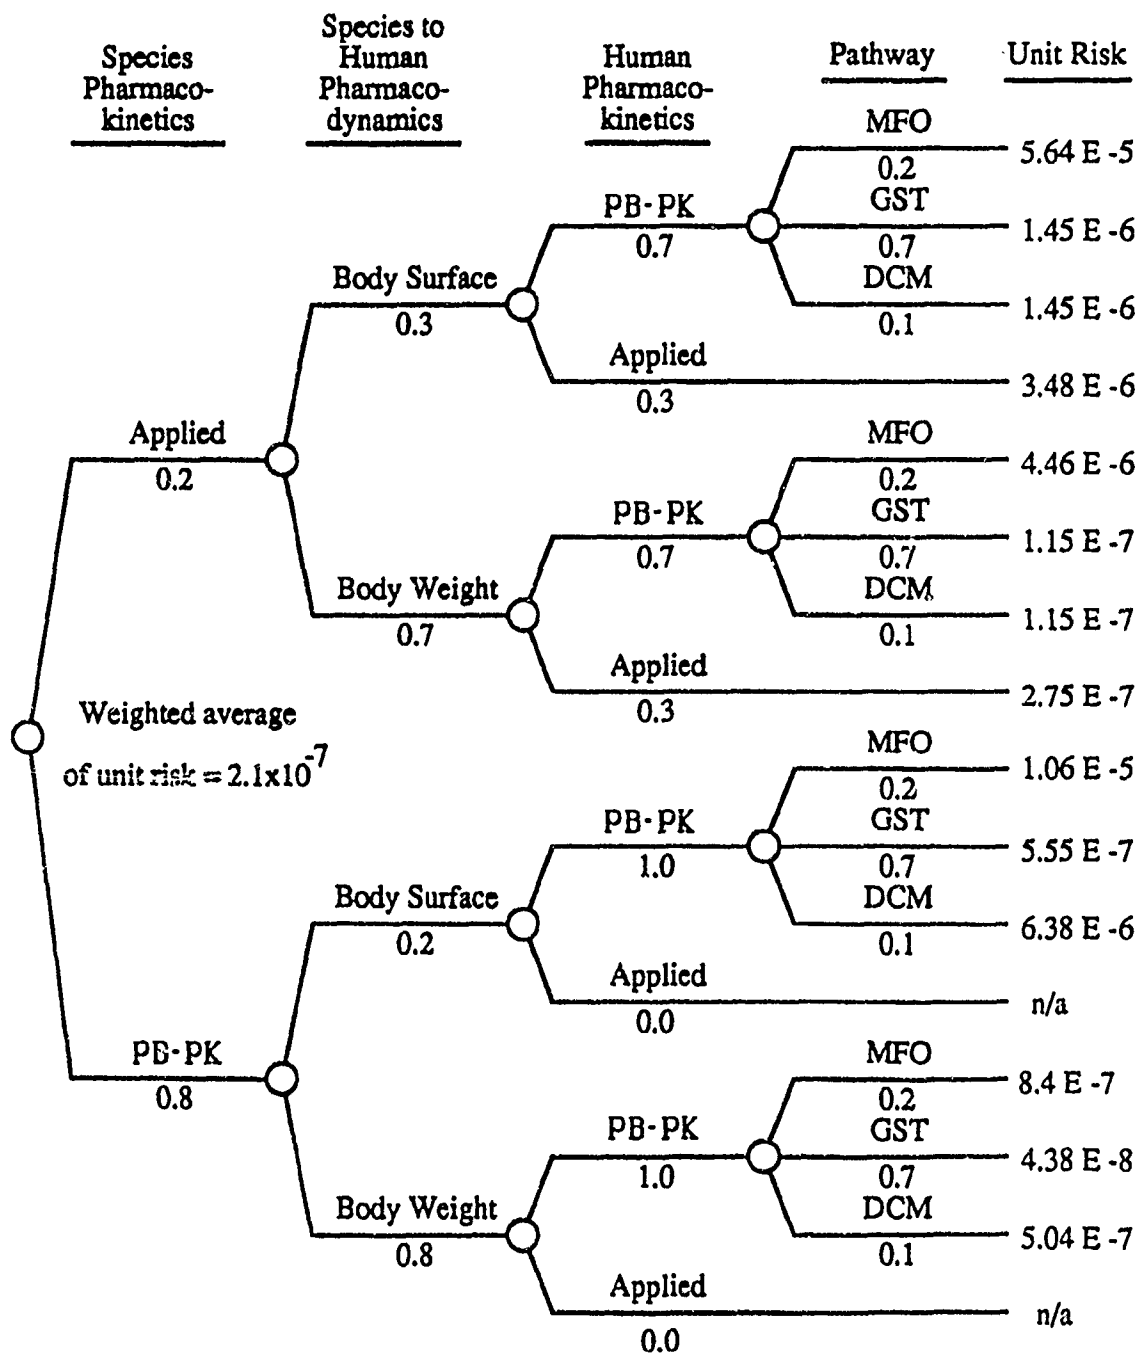 Species
Pharmaco-
kinetics
Species to
Human
Pharmaco-
dynamics
Human
Pharmaco-
kinetics
Pathway
Unit Risk
MFO
0.2
5.64 E -5
GST
0.7
1.45 E -6
DCM
0.1
1.45 E -6
PB-PK
0.7
Body Surface
0.3
Applied
0.3
3.48 E -6
Applied
0.2
MFO
0.2
4.46 E -6
GST
0.7
1.15 E -7
DCM
0.1
1.15 E -7
PB-PK
0.7
Body Weight
0.7
Applied
0.3
2.75 E -7
Weighted average
of unit risk = 2.1x10-7
MFO
0.2
1.06 E -5
GST
0.7
5.55 E -7
DCM
0.1
6.38 E -6
PB-PK
1.0
Body Surface
0.2
Applied
0.0
n/a
PB-PK
0.8
MFO
0.2
8.4 E -7
GST
0.7
4.38 E -8
DCM
0.1
5.04 E -7
PB-PK
1.0
Body Weight
0.8
Applied
0.0
n/a